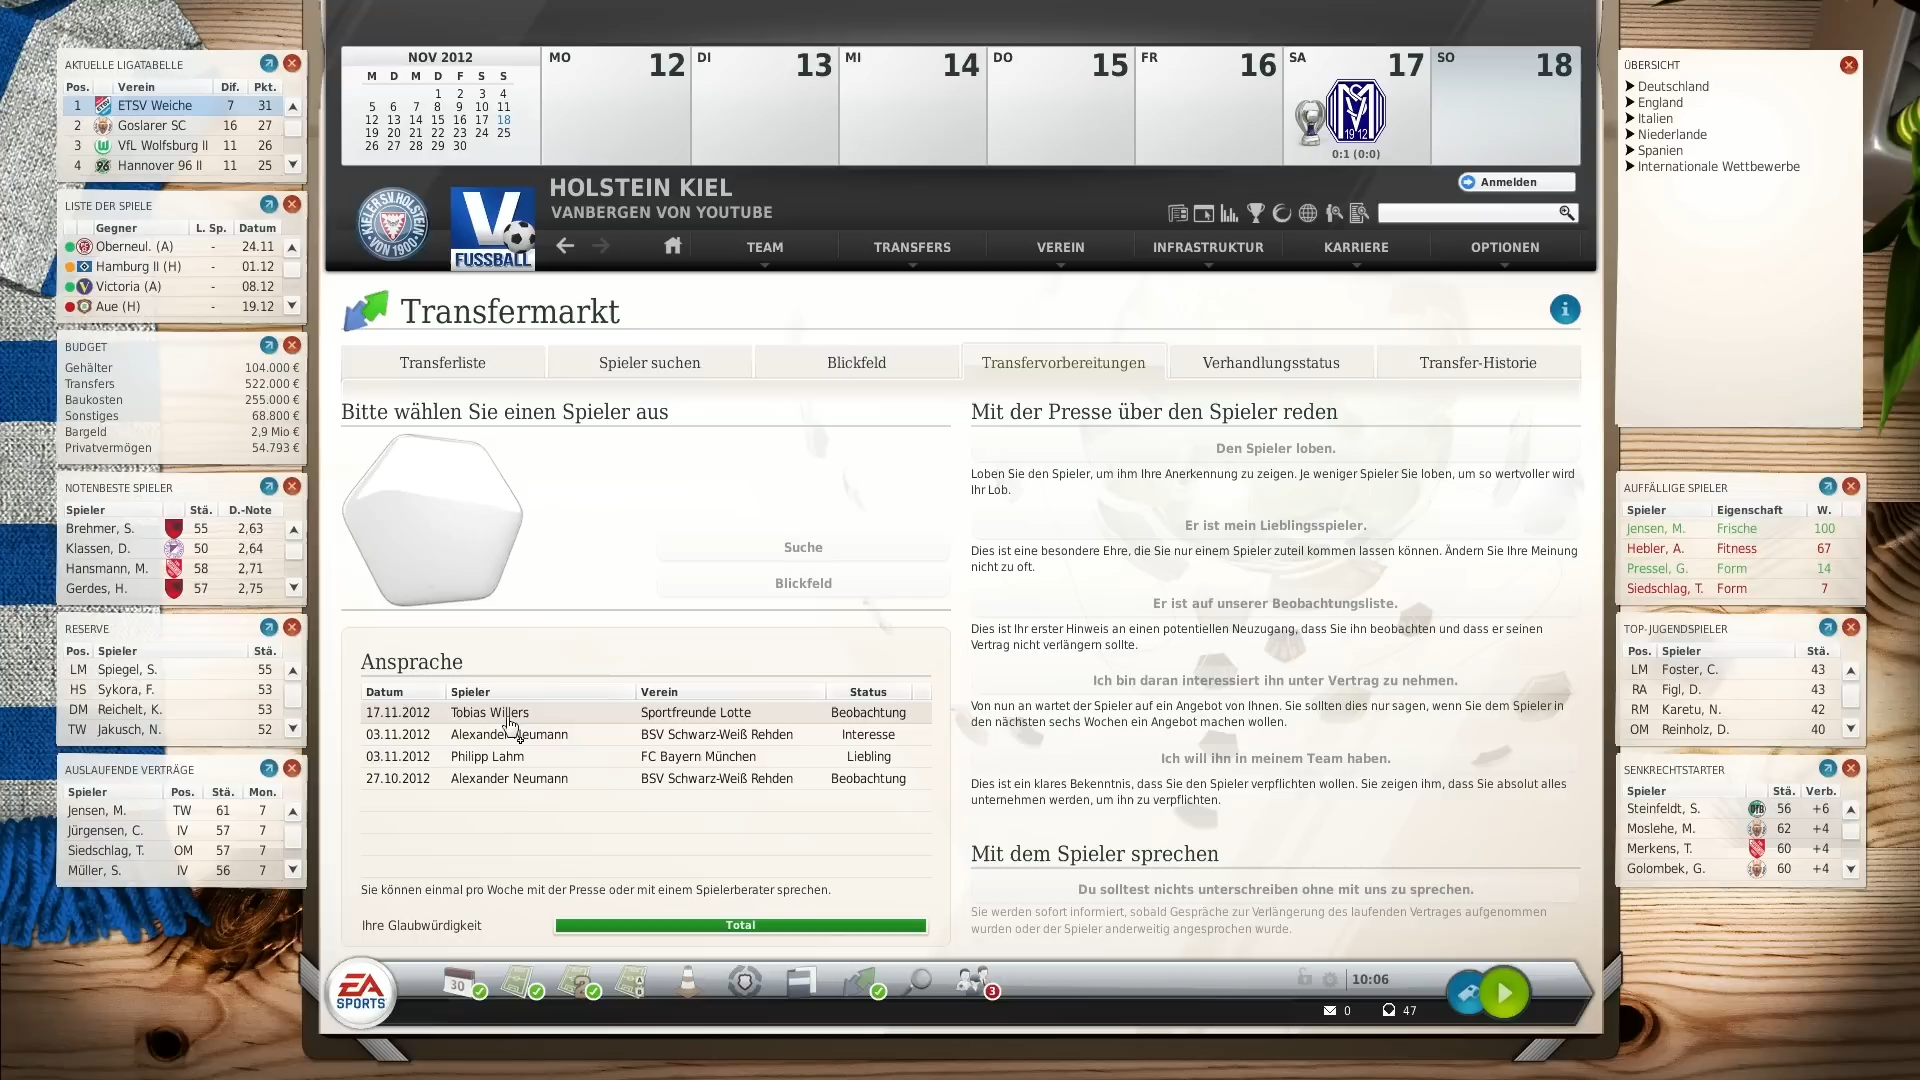 AKTUELLE LIGATABELLE
Pos. Verein Dif. Pkt.
1 ETSV Weiche 7 31
2 Goslarer SC 16 27
3 VfL Wolfsburg II 11 26
4 Hannover 96 II 11 25
LISTE DER SPIELE
Gegner L. Sp. Datum
Oberneul. (A) - 24.11
Hamburg II (H) - 01.12
Victoria (A) - 08.12
Aue (H) - 19.12
BUDGET
Gehälter 104.000 €
Transfers 522.000 €
Baukosten 255.000 €
Sonstiges 68.800 €
Bargeld 2,9 Mio €
Privatvermögen 54.793 €
NOTENBESTE SPIELER
Spieler Stä. D.-Note
Brehmer, S. 55 2,63
Klassen, D. 50 2,64
Hansmann, M. 58 2,71
Gerdes, H. 57 2,75
RESERVE
Pos. Spieler Stä.
LM Spiegel, S. 55
HS Sykora, F. 53
DM Reichelt, K. 53
TW Jakusch, N. 52
AUSLAUFENDE VERTRÄGE
Spieler Pos. Stä. Mon.
Jensen, M. TW 61 7
Jürgensen, C. IV 57 7
Siedschlag, T. OM 57 7
Müller, S. IV 56 7
NOV 2012
M D M D F S S
1 2 3 4
5 6 7 8 9 10 11
12 13 14 15 16 17 18
19 20 21 22 23 24 25
26 27 28 29 30
MO 12 DI 13 MI 14 DO 15 FR 16 SA 17 SO 18
19 12
0:1 (0:0)
KIELER S.V. HOLSTEIN
VON 1900
V
FUSSBALL
HOLSTEIN KIEL
VANBERGEN VON YOUTUBE
Anmelden
TEAM TRANSFERS VEREIN INFRASTRUKTUR KARRIERE OPTIONEN
Transfermarkt
Transferliste Spieler suchen Blickfeld Transfervorbereitungen Verhandlungsstatus Transfer-Historie
Bitte wählen Sie einen Spieler aus
Suche
Blickfeld
Ansprache
Datum Spieler Verein Status
17.11.2012 Tobias Willers Sportfreunde Lotte Beobachtung
03.11.2012 Alexander Neumann BSV Schwarz-Weiß Rehden Interesse
03.11.2012 Philipp Lahm FC Bayern München Liebling
27.10.2012 Alexander Neumann BSV Schwarz-Weiß Rehden Beobachtung
Sie können einmal pro Woche mit der Presse oder mit einem Spielerberater sprechen.
Ihre Glaubwürdigkeit Total
Mit der Presse über den Spieler reden
Den Spieler loben.
Loben Sie den Spieler, um ihm Ihre Anerkennung zu zeigen. Je weniger Spieler Sie loben, um so wertvoller wird
Ihr Lob.
Er ist mein Lieblingsspieler.
Dies ist eine besondere Ehre, die Sie nur einem Spieler zuteil kommen lassen können. Ändern Sie Ihre Meinung
nicht zu oft.
Er ist auf unserer Beobachtungsliste.
Dies ist Ihr erster Hinweis an einen potentiellen Neuzugang, dass Sie ihn beobachten und dass er seinen
Vertrag nicht verlängern sollte.
Ich bin daran interessiert ihn unter Vertrag zu nehmen.
Von nun an wartet der Spieler auf ein Angebot von Ihnen. Sie sollten dies nur sagen, wenn Sie dem Spieler in
den nächsten sechs Wochen ein Angebot machen wollen.
Ich will ihn in meinem Team haben.
Dies ist ein klares Bekenntnis, dass Sie den Spieler verpflichten wollen. Sie zeigen ihm, dass Sie absolut alles
unternehmen werden, um ihn zu verpflichten.
Mit dem Spieler sprechen
Du solltest nichts unterschreiben ohne mit uns zu sprechen.
Sie werden sofort informiert, sobald Gespräche zur Verlängerung des laufenden Vertrages aufgenommen
wurden oder der Spieler anderweitig angesprochen wurde.
EA
SPORTS
30
3
10:06
0 47
ÜBERSICHT
Deutschland
England
Italien
Niederlande
Spanien
Internationale Wettbewerbe
AUFFÄLLIGE SPIELER
Spieler Eigenschaft W.
Jensen, M. Frische 100
Hebler, A. Fitness 67
Pressel, G. Form 14
Siedschlag, T. Form 7
TOP-JUGENDSPIELER
Pos. Spieler Stä.
LM Foster, C. 43
RA Figl, D. 43
RM Karetu, N. 42
OM Reinholz, D. 40
SENKRECHTSTARTER
Spieler Stä. Verb.
Steinfeldt, S. 56 +6
Moslehe, M. 62 +4
Merkens, T. 60 +4
Golombek, G. 60 +4